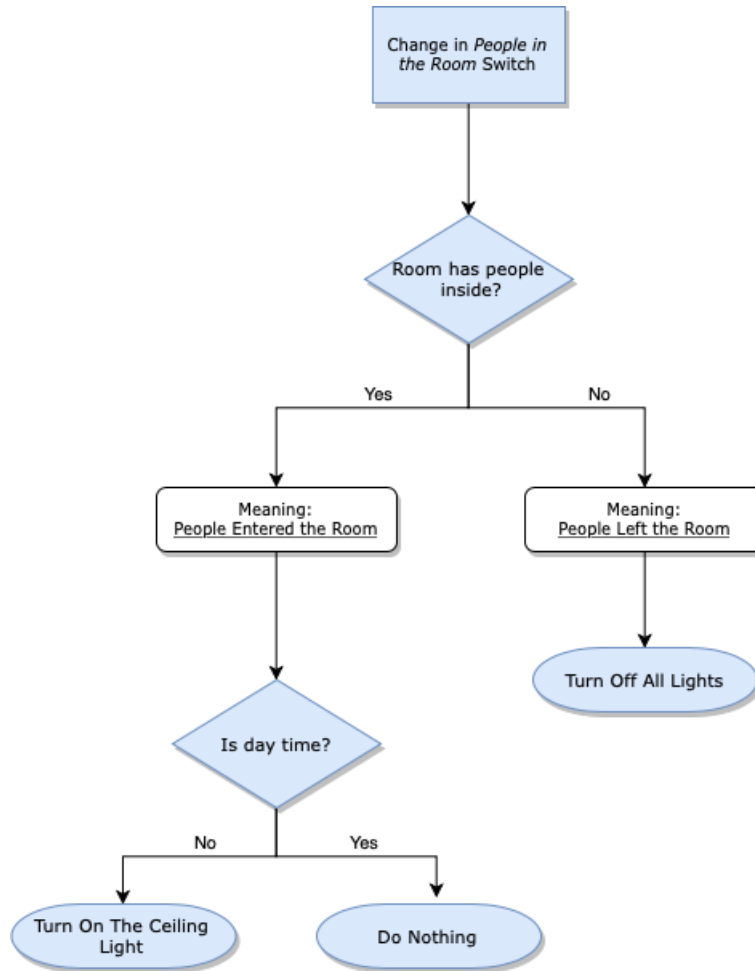 Change in People in
the Room Switch
Room has people
inside?
Yes
No
Meaning:
People Entered the Room
Meaning:
People Left the Room
Turn Off All Lights
Is day time?
No
Yes
Turn On The Ceiling
Light
Do Nothing